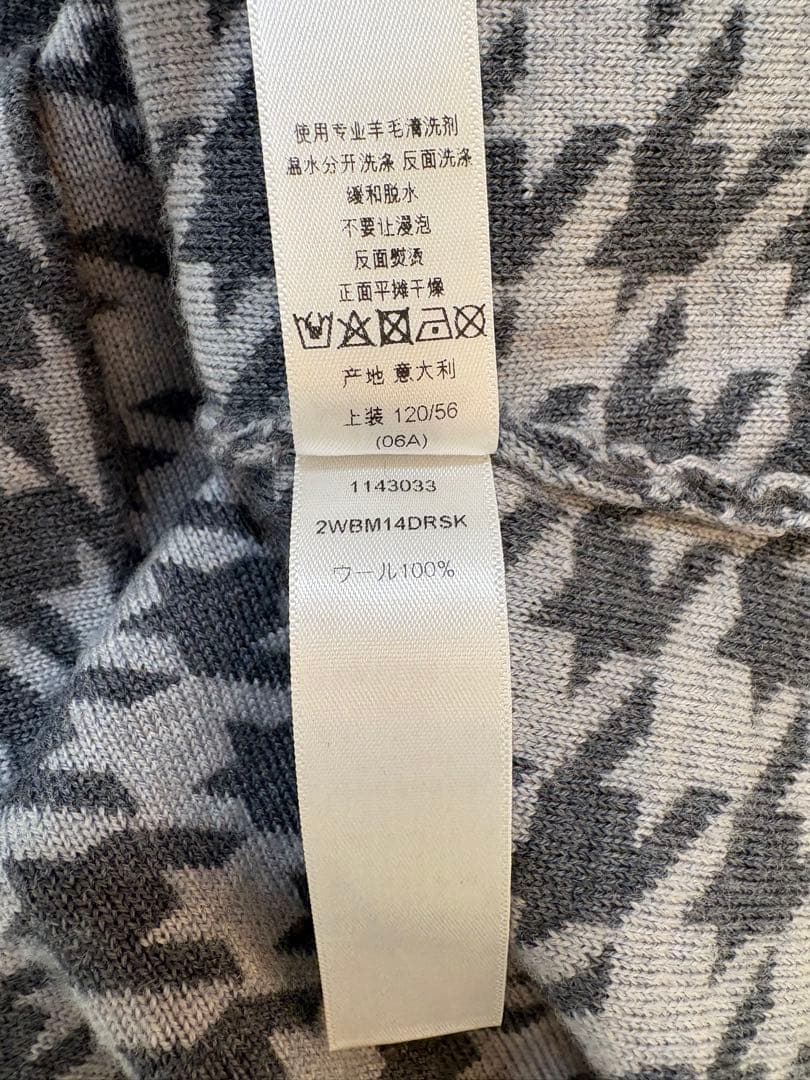 使用专业羊毛清洗剂
温水分开洗涤 反面洗涤
缓和脱水
不要让漫泡
反面熨烫
正面平摊干燥
产地 意大利
上装 120/56
(06A)
1143033
2WBM14DRSK
ウール100%